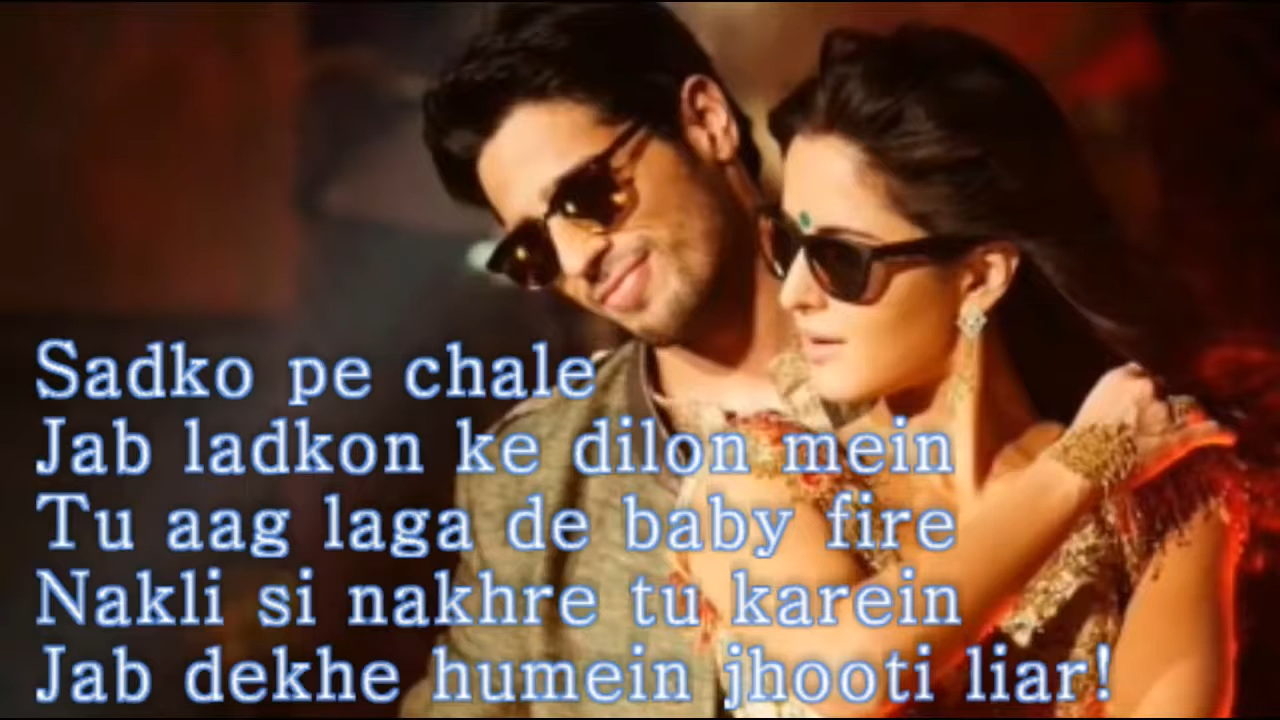 Sadko pe chale
Jab ladkon ke dilon mein
Tu aag laga de baby fire
Nakli si nakhre tu karein
Jab dekhe humein jhooti liar!